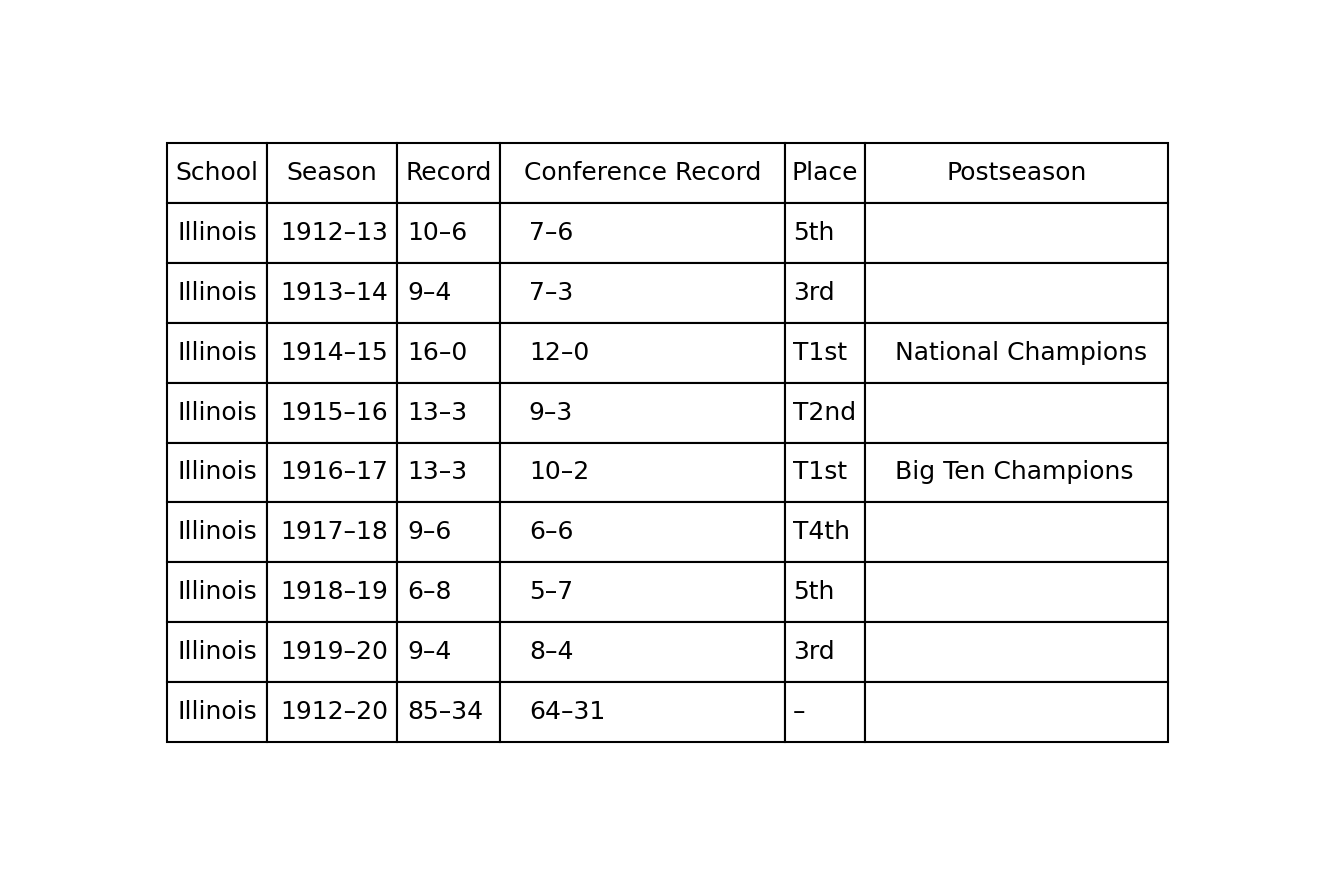 School Season Record Conference Record Place Postseason
Illinois 1912–13 10–6 7–6 5th
Illinois 1913–14 9–4 7–3 3rd
Illinois 1914–15 16–0 12–0 T1st National Champions
Illinois 1915–16 13–3 9–3 T2nd
Illinois 1916–17 13–3 10–2 T1st Big Ten Champions
Illinois 1917–18 9–6 6–6 T4th
Illinois 1918–19 6–8 5–7 5th
Illinois 1919–20 9–4 8–4 3rd
Illinois 1912–20 85–34 64–31 –